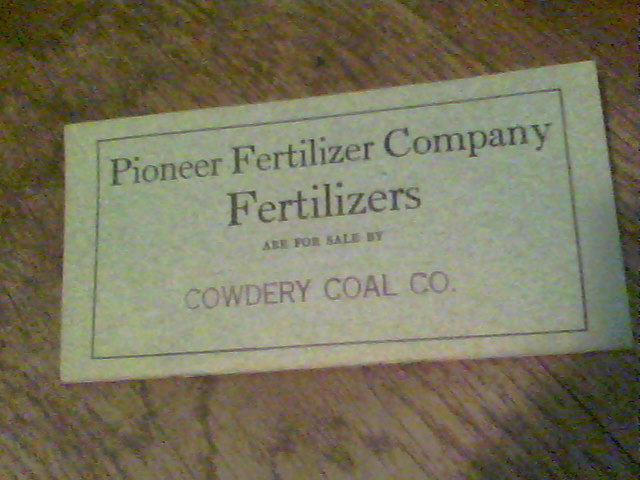 Pioneer Fertilizer Company
Fertilizers
ARE FOR SALE BY
COWDERY COAL CO.